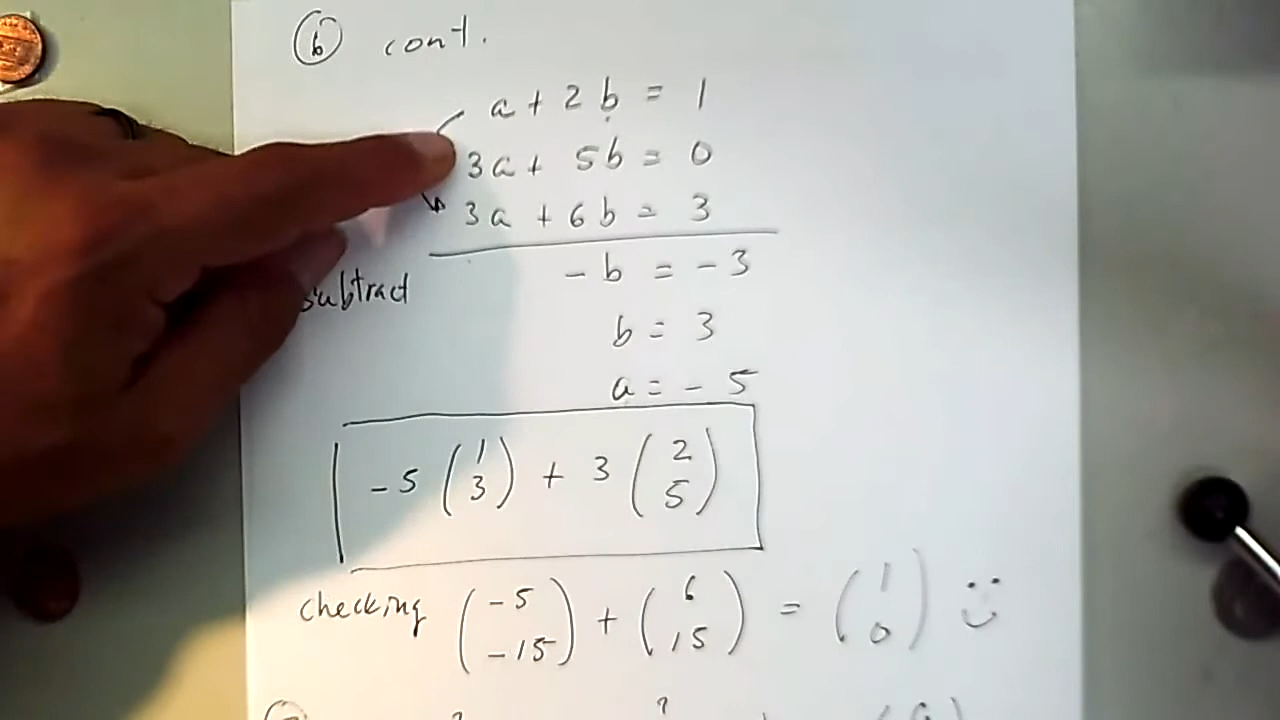 (b) cont.
a + 2b = 1
3a + 5b = 0
3a + 6b = 3
subtract - b = - 3
b = 3
a = - 5
-5 (1 3) + 3 (2 5)
checking (-5 -15) + (6 15) = (1 0)